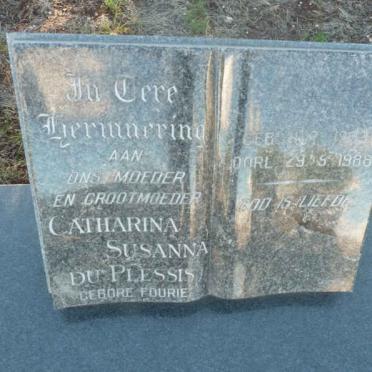 In Tere
Herinnering
AAN
ONS MOEDER
EN GROOTMOEDER
CATHARINA
SUSANNA
DU PLESSIS
GEBORE FOURIE
GEB.
OORL. 29.5.1988
GOD IS LIEFDE